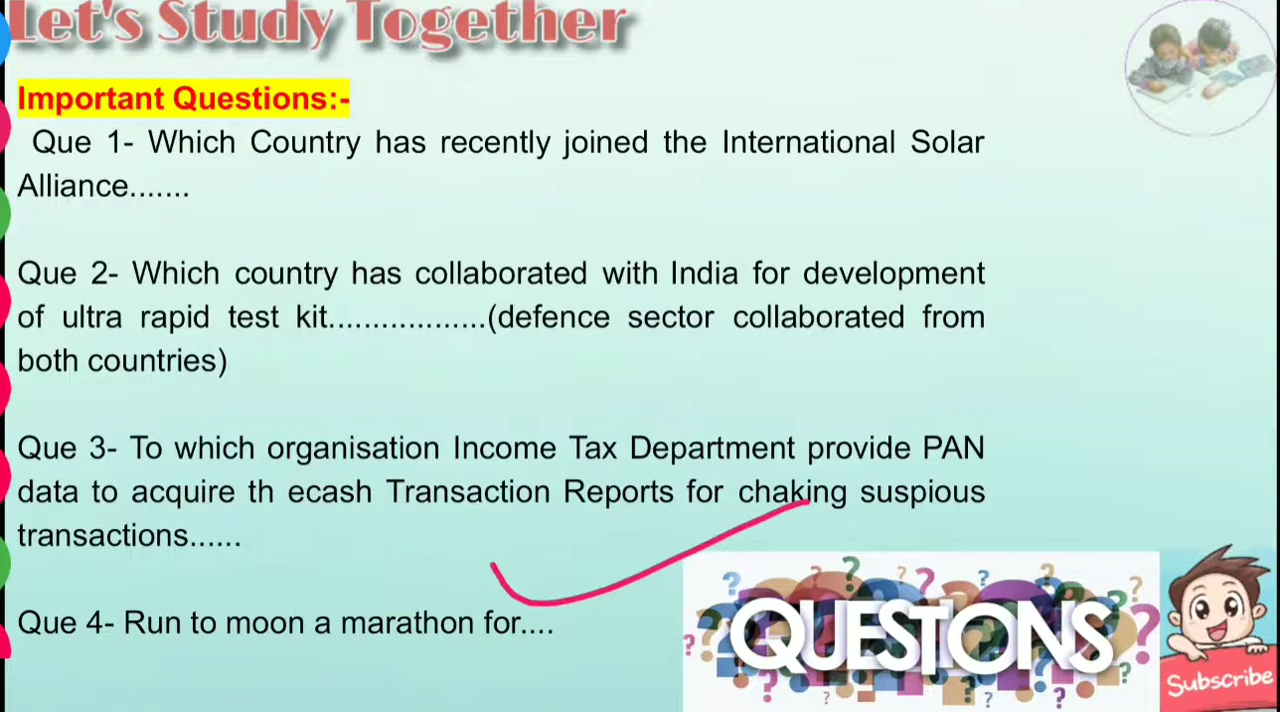 Let's Study Together
Important Questions:-
Que 1- Which Country has recently joined the International Solar
Alliance.......
Que 2- Which country has collaborated with India for development
of ultra rapid test kit..................(defence sector collaborated from
both countries)
Que 3- To which organisation Income Tax Department provide PAN
data to acquire th ecash Transaction Reports for chaking suspious
transactions......
Que 4- Run to moon a marathon for....
QUESTONS
Subscribe